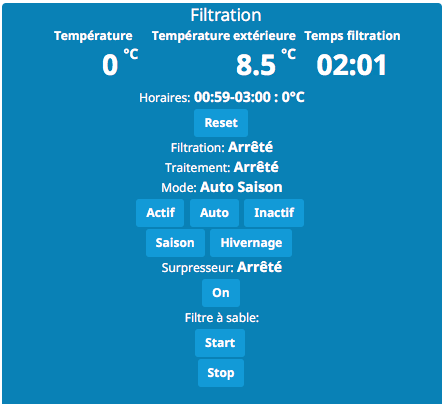 Filtration
Température Température extérieure Temps filtration
0 °C 8.5 °C 02:01
Horaires: 00:59-03:00 : 0°C
Reset
Filtration: Arrêté
Traitement: Arrêté
Mode: Auto Saison
Actif Auto Inactif
Saison Hivernage
Surpresseur: Arrêté
On
Filtre à sable:
Start
Stop